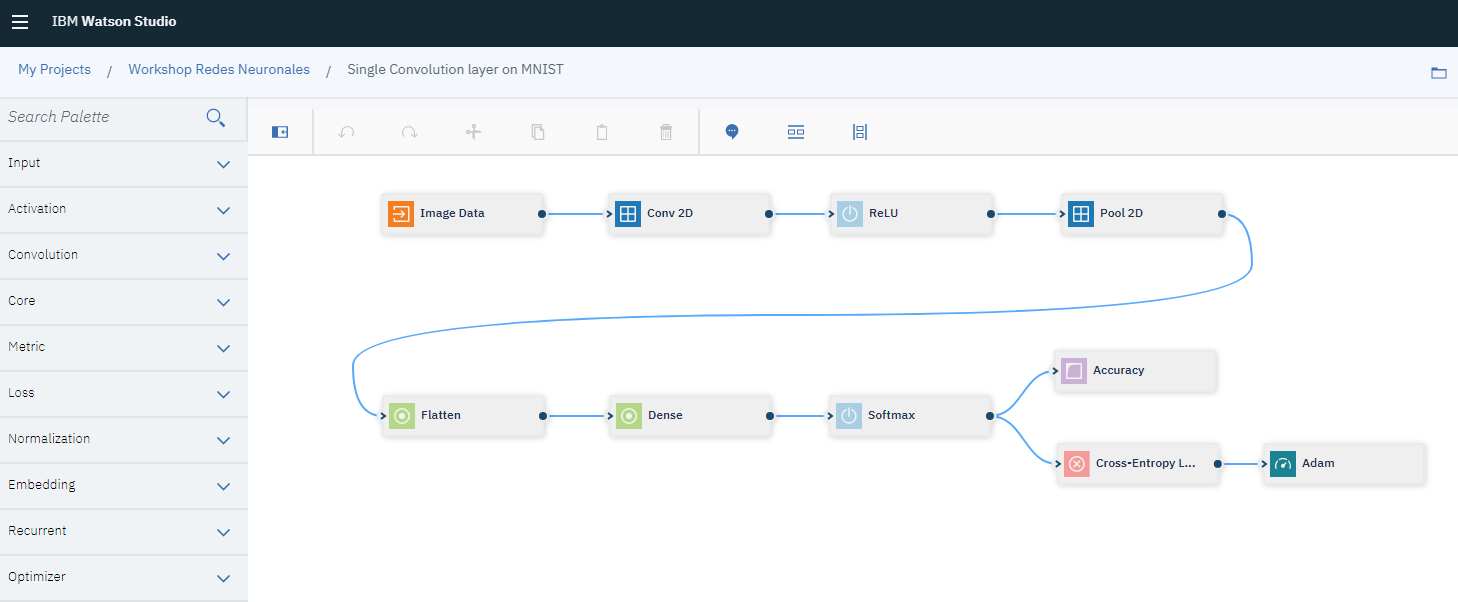 IBM Watson Studio
My Projects / Workshop Redes Neuronales / Single Convolution layer on MNIST
Search Palette
Input
Activation
Convolution
Core
Metric
Loss
Normalization
Embedding
Recurrent
Optimizer
Image Data
Conv 2D
ReLU
Pool 2D
Flatten
Dense
Softmax
Accuracy
Cross-Entropy L...
Adam